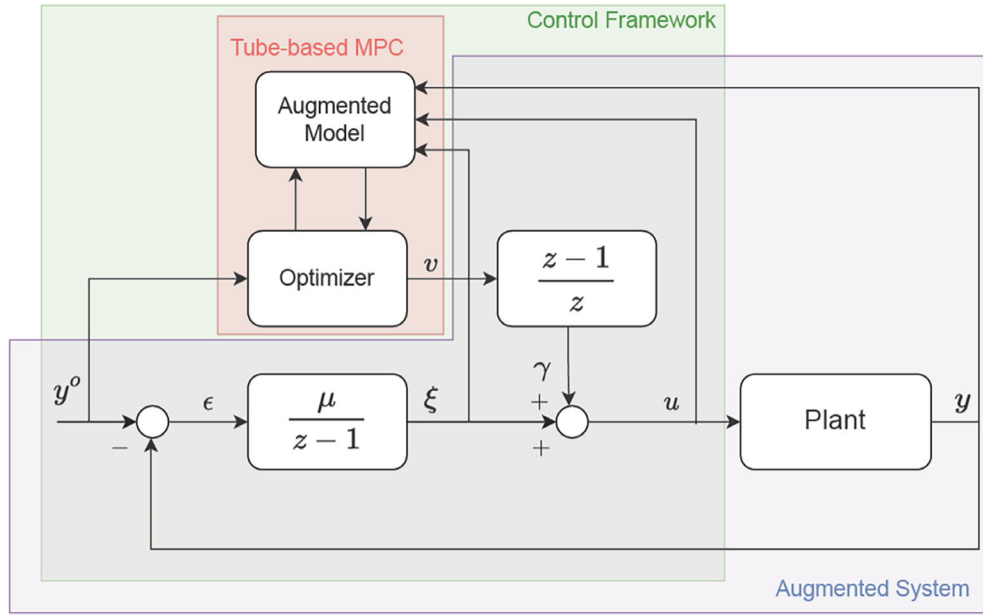 Control Framework
Tube-based MPC
Augmented
Model
Optimizer
v
z − 1
z
y^o
ϵ
μ
z − 1
ξ
γ
+
+
−
u
Plant
y
Augmented System